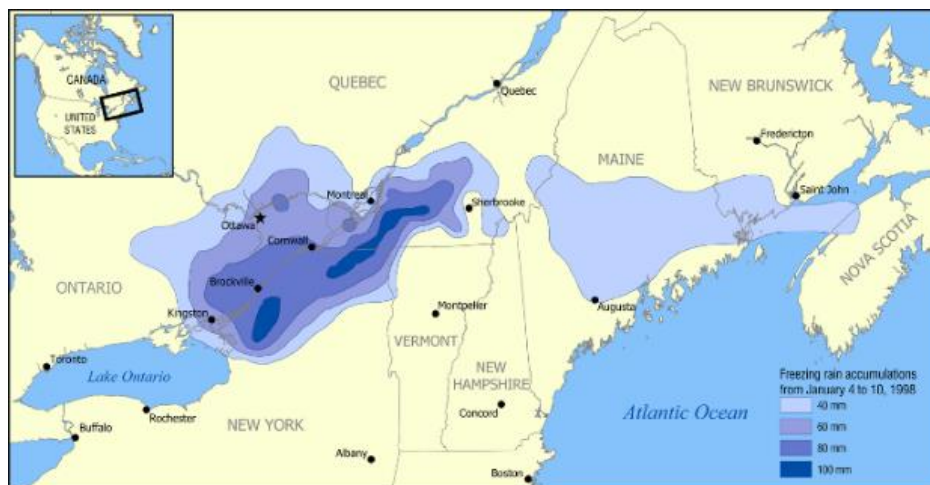 CANADA
UNITED
STATES
QUEBEC
Quebec
NEW BRUNSWICK
Fredericton
MAINE
Saint John
Montreal
Sherbrooke
Ottawa
Cornwall
NOVA SCOTIA
ONTARIO
Brockville
Augusta
Kingston
Montpelier
VERMONT
Toronto
Lake Ontario
NEW
HAMPSHIRE
Freezing rain accumulations
from January 4 to 10, 1998
40 mm
60 mm
80 mm
100 mm
Rochester
Concord
Atlantic Ocean
NEW YORK
Buffalo
Albany
Boston